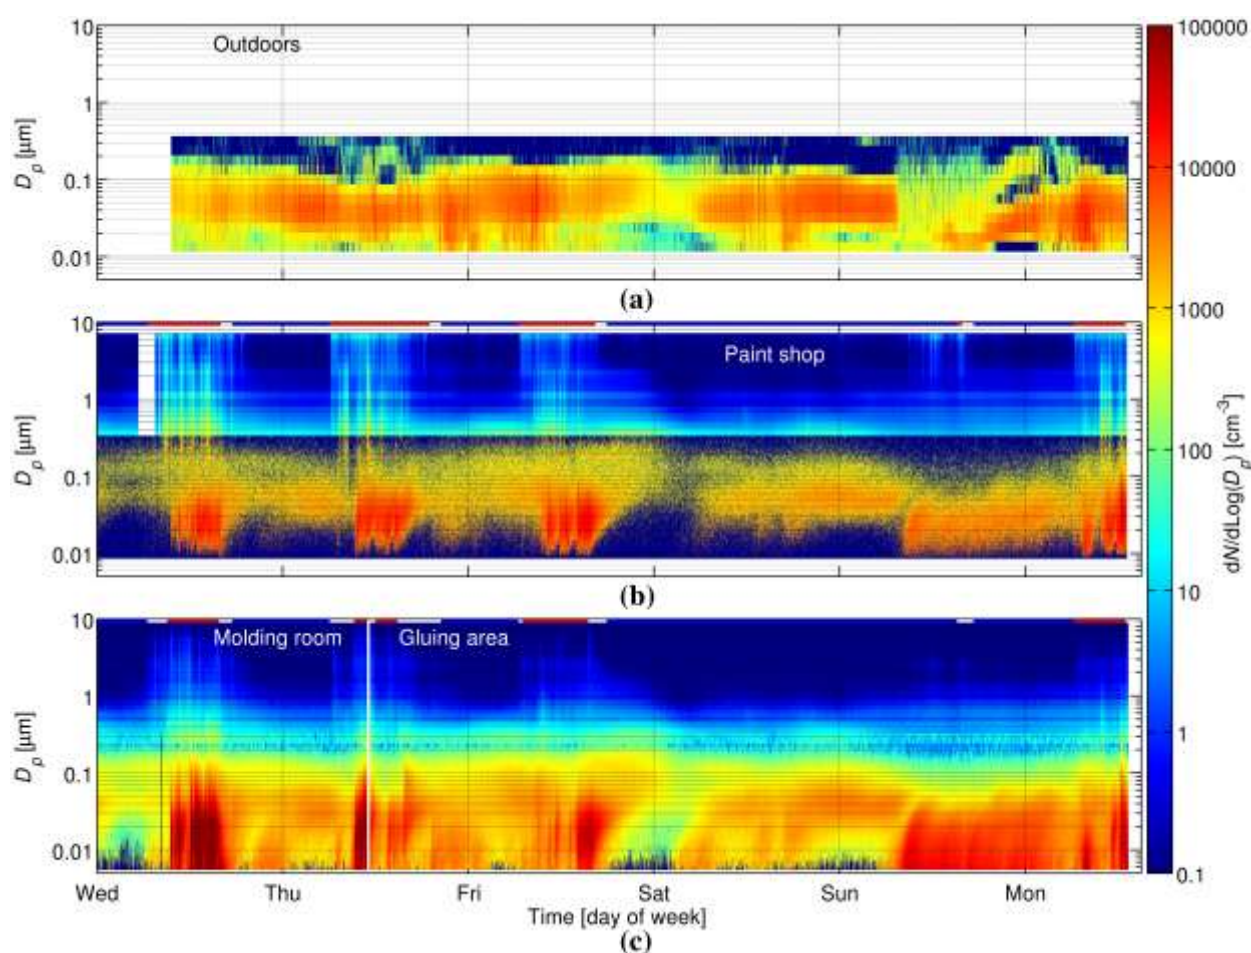 10
1
0.1
0.01
D_p [µm]
Outdoors
(a)
10
1
0.1
0.01
D_p [µm]
Paint shop
(b)
10
1
0.1
0.01
D_p [µm]
Molding room
Gluing area
Wed
Thu
Fri
Sat
Sun
Mon
Time [day of week]
(c)
100000
10000
1000
100
10
1
0.1
dN/dLog(D_p) [cm^-3]